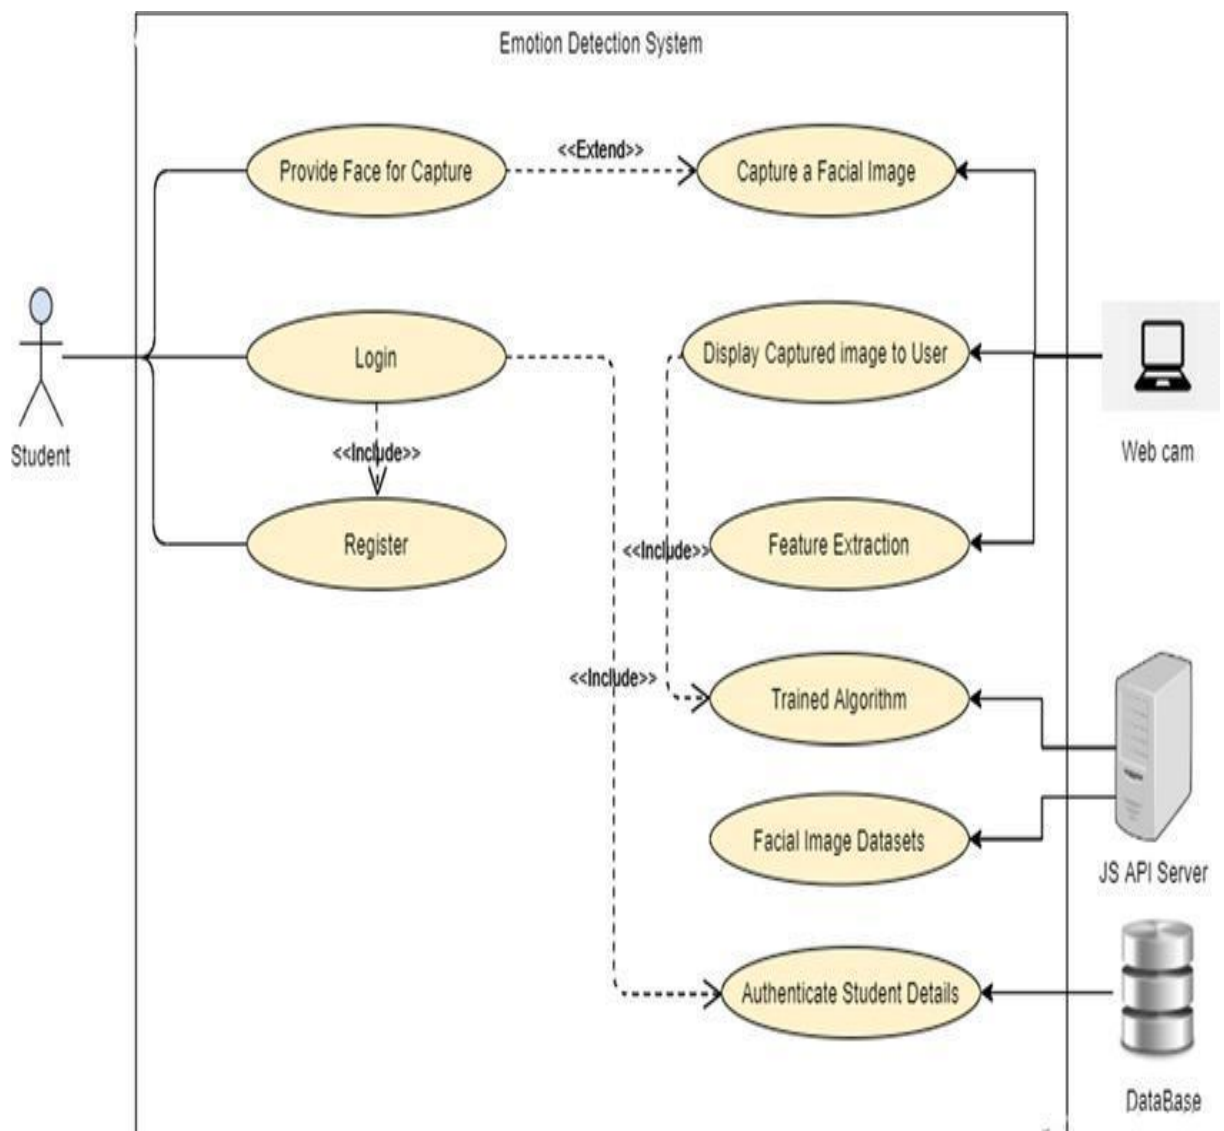 Emotion Detection System
Provide Face for Capture
<<Extend>>
Capture a Facial Image
Login
Display Captured image to User
Student
<<Include>>
Web cam
Register
<<Include>>
Feature Extraction
<<Include>>
Trained Algorithm
Facial Image Datasets
JS API Server
Authenticate Student Details
DataBase